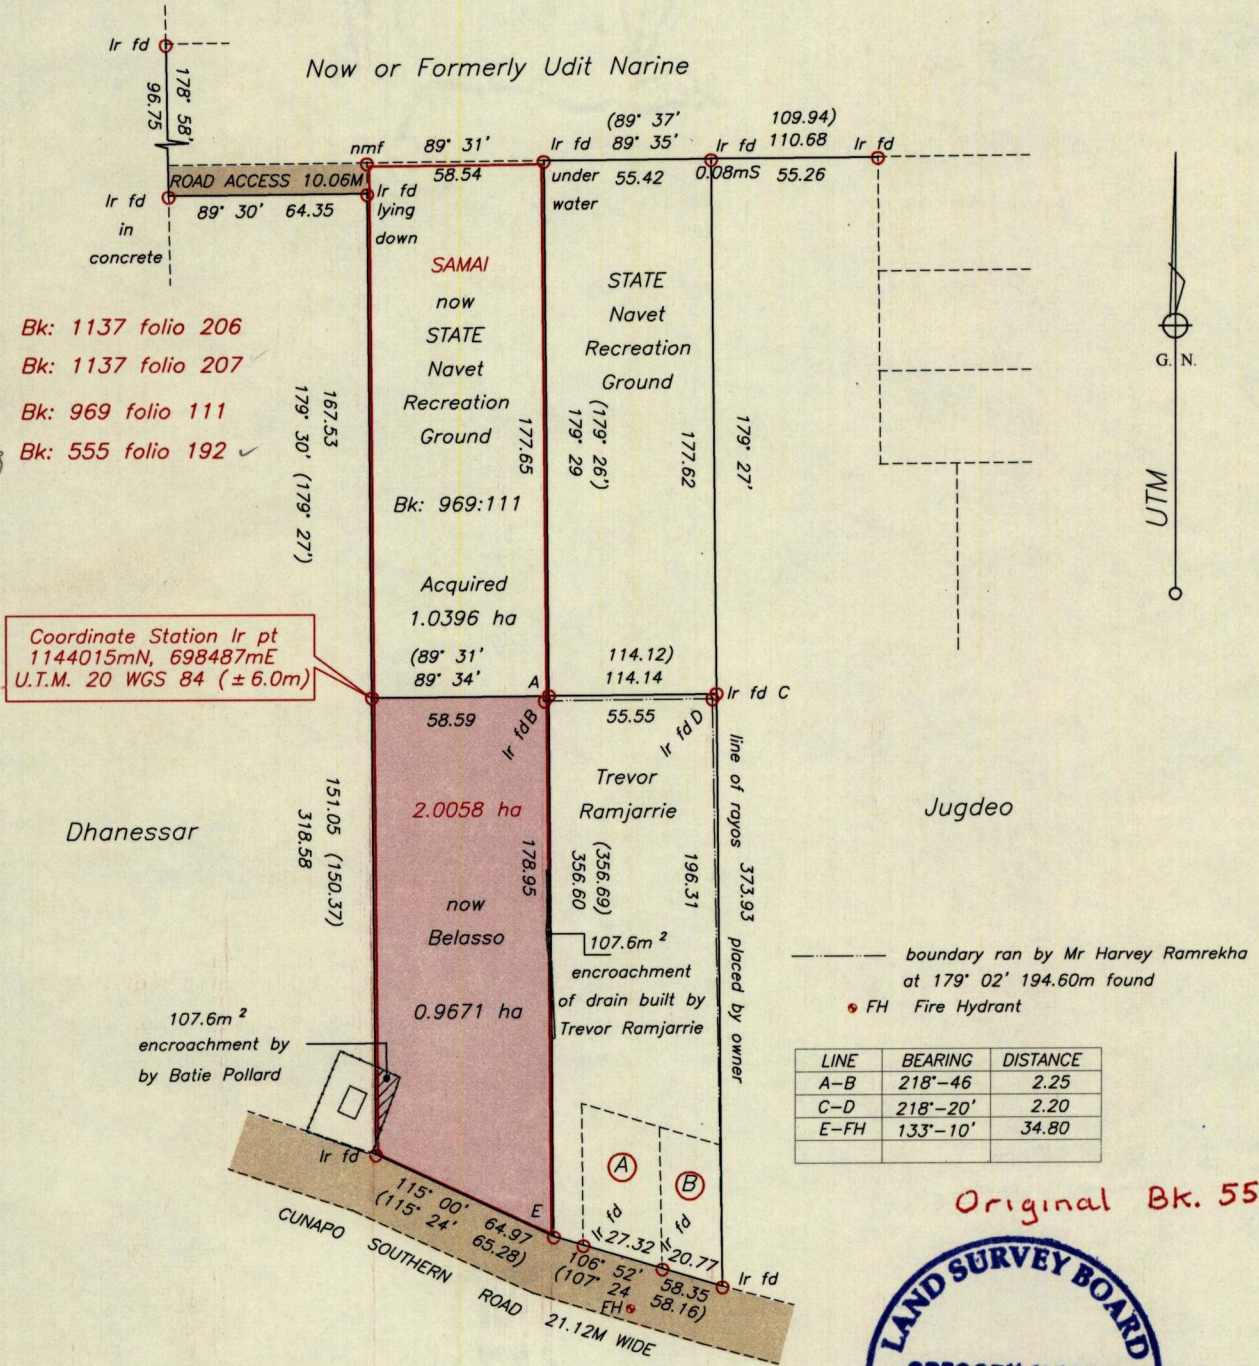 Ir fd
178° 58'
96.75
Now or Formerly Udit Narine
nmf
89° 31'
58.54
Ir fd
under
water
(89° 37'
89° 35'
55.42
109.94)
110.68
Ir fd
0.08mS
55.26
Ir fd
ROAD ACCESS 10.06M
Ir fd
in
concrete
89° 30' 64.35
Ir fd
lying
down
SAMAI
now
STATE
Navet
Recreation
Ground
Bk: 969:111
Acquired
1.0396 ha
(89° 31'
89° 34'
58.59
STATE
Navet
Recreation
Ground
Bk: 1137 folio 206
Bk: 1137 folio 207
Bk: 969 folio 111
Bk: 555 folio 192
167.53
179° 30' (179° 27')
177.65
(179° 26')
179° 29
177.62
179° 27'
G. N.
UTM
Coordinate Station Ir pt
1144015mN, 698487mE
U.T.M. 20 WGS 84 (±6.0m)
A
Ir fd B
114.12)
114.14
55.55
Ir fd C
Ir fd D
Dhanessar
151.05 (150.37)
318.58
2.0058 ha
now
Belasso
0.9671 ha
178.95
Trevor
Ramjarrie
(356.69)
356.60
196.31
line of rayos 373.93 placed by owner
Jugdeo
107.6m²
encroachment
of drain built by
Trevor Ramjarrie
107.6m²
encroachment by
by Batie Pollard
boundary ran by Mr Harvey Ramrekha
at 179° 02' 194.60m found
FH Fire Hydrant
LINE BEARING DISTANCE
A-B 218°-46 2.25
C-D 218°-20' 2.20
E-FH 133°-10' 34.80
Ir fd
115° 00' 64.97
(115° 24' 65.28)
E
A
B
Ir fd
27.32
Ir fd
20.77
Ir fd
106° 52' 58.35
(107° 24 58.16)
FH
CUNAPO SOUTHERN ROAD 21.12M WIDE
Original Bk. 55
LAND SURVEY BOARD